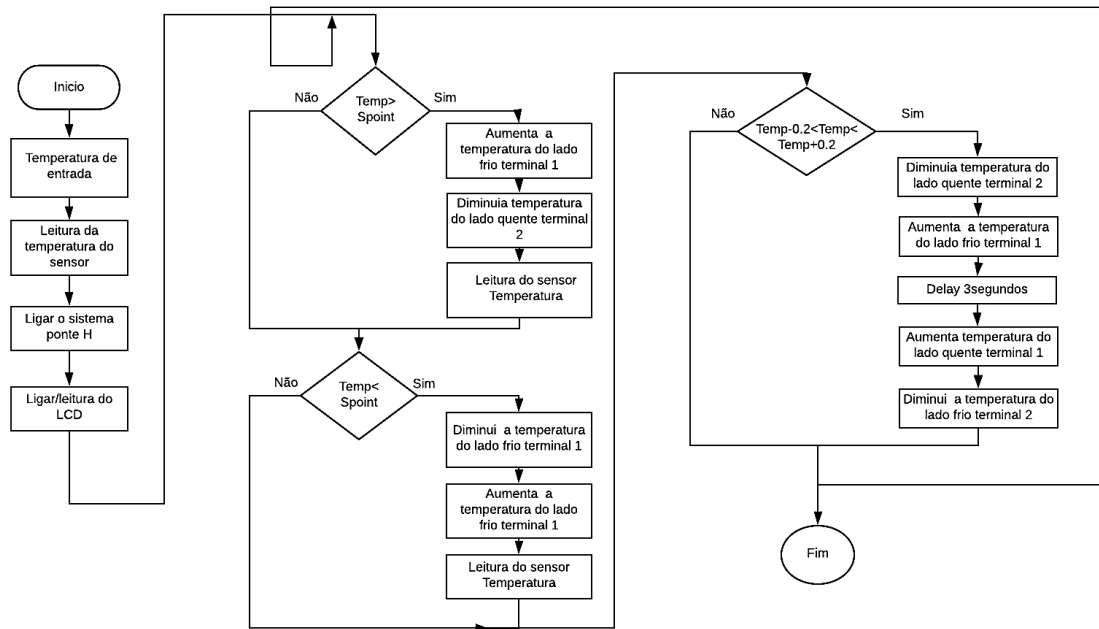 Inicio
Temperatura de
entrada
Leitura da
temperatura do
sensor
Ligar o sistema
ponte H
Ligar/leitura do
LCD
Não
Temp>
Spoint
Sim
Aumenta a
temperatura do lado
frio terminal 1
Diminuia temperatura
do lado quente terminal
2
Leitura do sensor
Temperatura
Não
Temp<
Spoint
Sim
Diminui a temperatura
do lado frio terminal 1
Aumenta a
temperatura do lado
frio terminal 1
Leitura do sensor
Temperatura
Não
Temp-0.2<Temp<
Temp+0.2
Sim
Diminuia temperatura do
lado quente terminal 2
Aumenta a temperatura
do lado frio terminal 1
Delay 3segundos
Aumenta temperatura do
lado quente terminal 1
Diminui a temperatura do
lado frio terminal 2
Fim